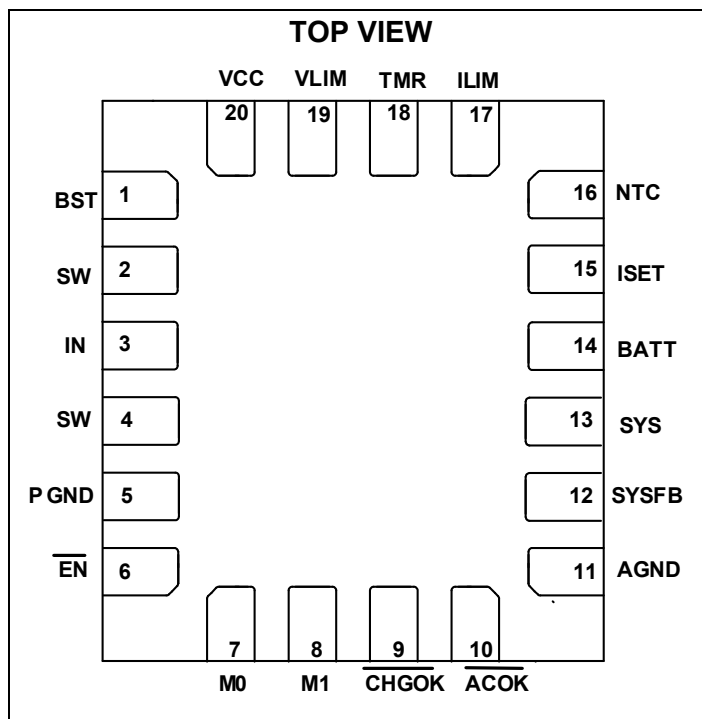 TOP VIEW
VCC VLIM TMR ILIM
20 19 18 17
BST 1 16 NTC
SW 2 15 ISET
IN 3 14 BATT
SW 4 13 SYS
PGND 5 12 SYSFB
EN 6 11 AGND
7 8 9 10
M0 M1 CHGOK ACOK